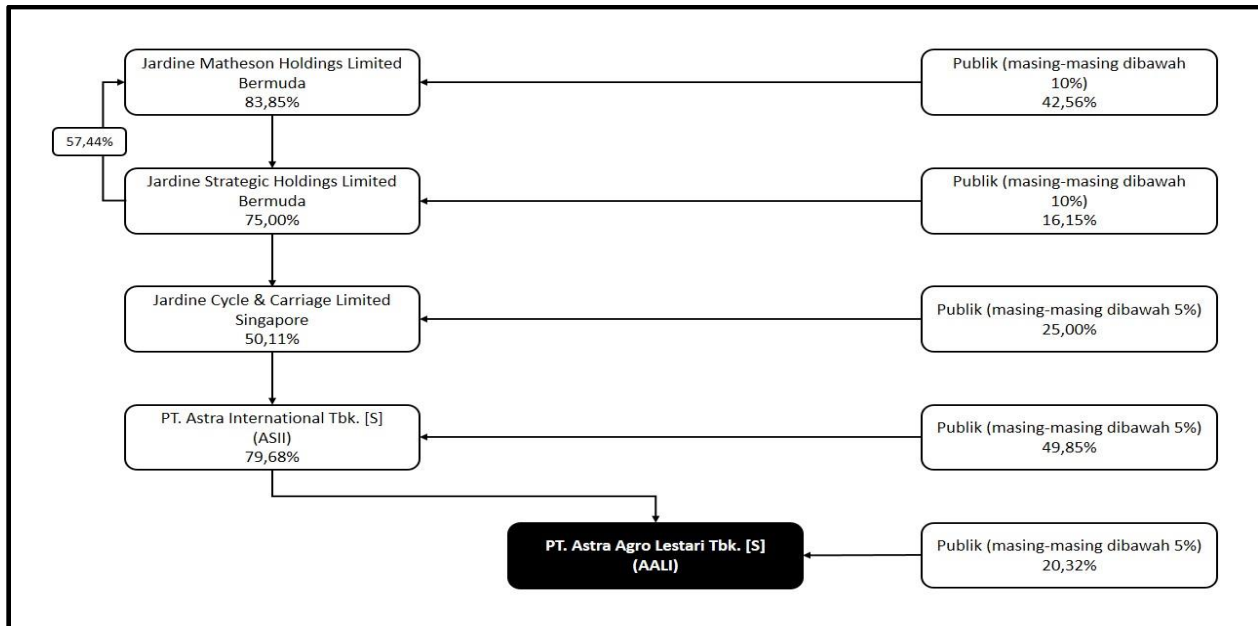 Jardine Matheson Holdings Limited
Bermuda
83,85%
Publik (masing-masing dibawah
10%)
42,56%
57,44%
Jardine Strategic Holdings Limited
Bermuda
75,00%
Publik (masing-masing dibawah
10%)
16,15%
Jardine Cycle & Carriage Limited
Singapore
50,11%
Publik (masing-masing dibawah 5%)
25,00%
PT. Astra International Tbk. [S]
(ASII)
79,68%
Publik (masing-masing dibawah 5%)
49,85%
PT. Astra Agro Lestari Tbk. [S]
(AALI)
Publik (masing-masing dibawah 5%)
20,32%